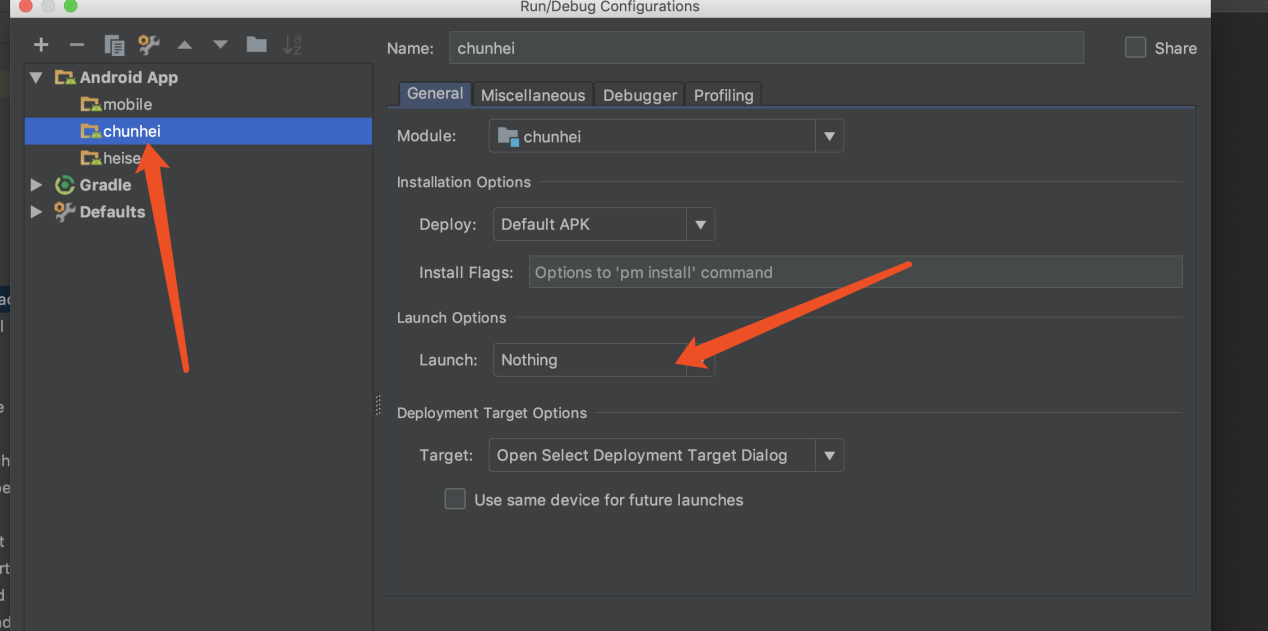 Run/Debug Configurations
Name: chunhei Share
Android App
mobile
chunhei
heise
Gradle
Defaults
General Miscellaneous Debugger Profiling
Module: chunhei
Installation Options
Deploy: Default APK
Install Flags: Options to 'pm install' command
Launch Options
Launch: Nothing
Deployment Target Options
Target: Open Select Deployment Target Dialog
Use same device for future launches